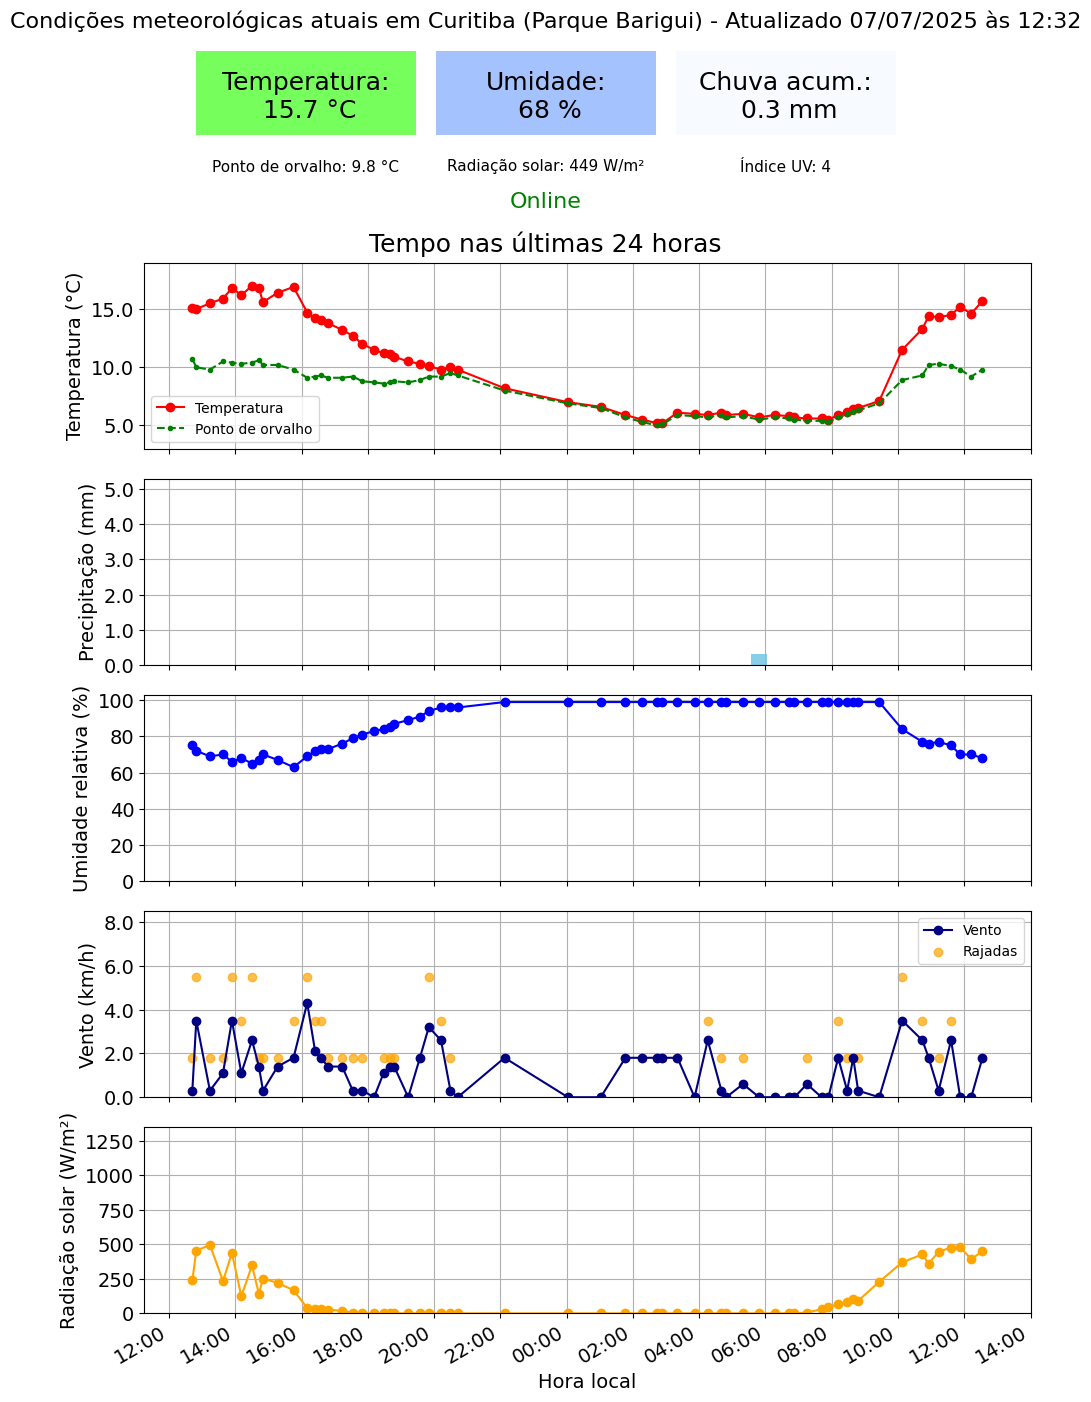 Condições meteorológicas atuais em Curitiba (Parque Barigui) - Atualizado 07/07/2025 às 12:32
Temperatura:
15.7 °C
Umidade:
68 %
Chuva acum.:
0.3 mm
Ponto de orvalho: 9.8 °C
Radiação solar: 449 W/m²
Índice UV: 4
Online
Tempo nas últimas 24 horas
Temperatura (°C)
15.0
10.0
5.0
Temperatura
Ponto de orvalho
Precipitação (mm)
5.0
4.0
3.0
2.0
1.0
0.0
Umidade relativa (%)
100
80
60
40
20
0
Vento (km/h)
8.0
6.0
4.0
2.0
0.0
Vento
Rajadas
Radiação solar (W/m²)
1250
1000
750
500
250
0
12:00
14:00
16:00
18:00
20:00
22:00
00:00
02:00
04:00
06:00
08:00
10:00
12:00
14:00
Hora local